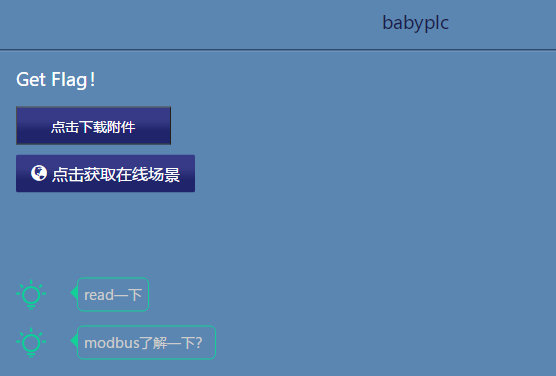 babyplc
Get Flag！
点击下载附件
点击获取在线场景
read一下
modbus了解一下？